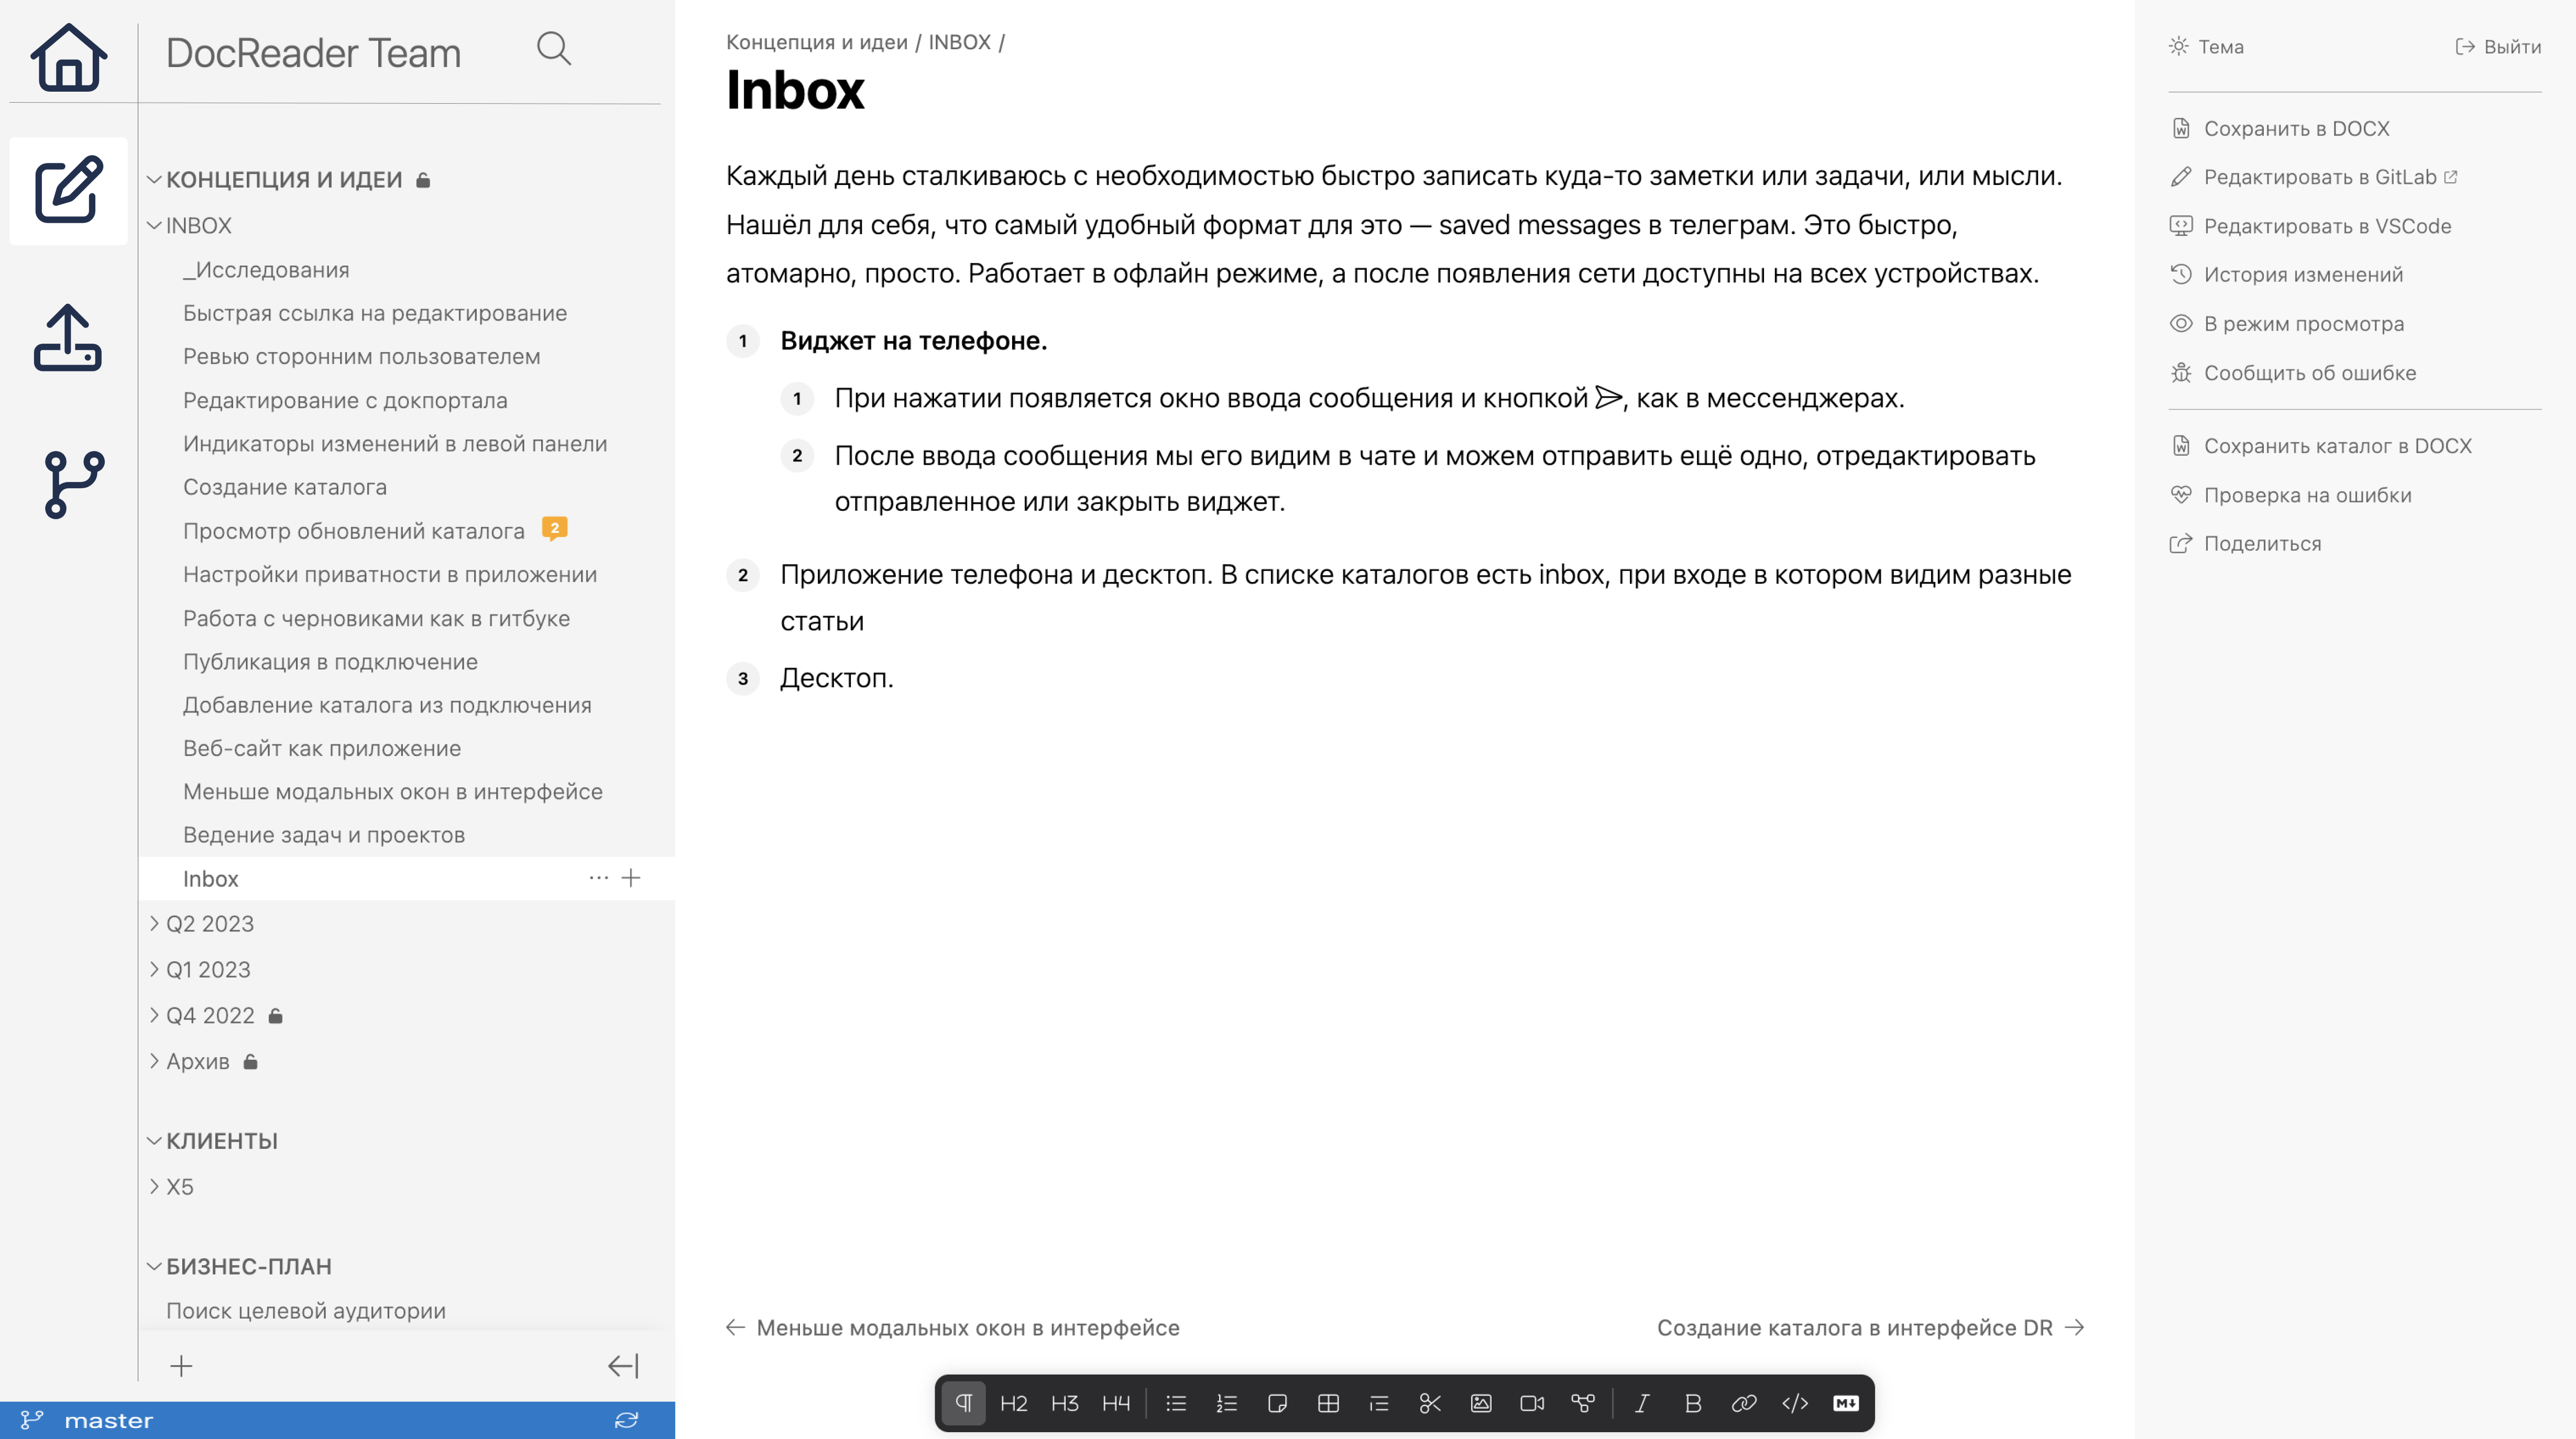 DocReader Team
КОНЦЕПЦИЯ И ИДЕИ
INBOX
_Исследования
Быстрая ссылка на редактирование
Ревью сторонним пользователем
Редактирование с докпортала
Индикаторы изменений в левой панели
Создание каталога
Просмотр обновлений каталога 2
Настройки приватности в приложении
Работа с черновиками как в гитбуке
Публикация в подключение
Добавление каталога из подключения
Веб-сайт как приложение
Меньше модальных окон в интерфейсе
Ведение задач и проектов
Inbox
Q2 2023
Q1 2023
Q4 2022
Архив
КЛИЕНТЫ
X5
БИЗНЕС-ПЛАН
Поиск целевой аудитории
master
Концепция и идеи / INBOX /
Inbox
Каждый день сталкиваюсь с необходимостью быстро записать куда-то заметки или задачи, или мысли.
Нашёл для себя, что самый удобный формат для это — saved messages в телеграм. Это быстро,
атомарно, просто. Работает в офлайн режиме, а после появления сети доступны на всех устройствах.
1 Виджет на телефоне.
1 При нажатии появляется окно ввода сообщения и кнопкой , как в мессенджерах.
2 После ввода сообщения мы его видим в чате и можем отправить ещё одно, отредактировать
отправленное или закрыть виджет.
2 Приложение телефона и десктоп. В списке каталогов есть inbox, при входе в котором видим разные
статьи
3 Десктоп.
Меньше модальных окон в интерфейсе
Создание каталога в интерфейсе DR
H2 H3 H4 I B </> M↓
Тема
Выйти
Сохранить в DOCX
Редактировать в GitLab
Редактировать в VSCode
История изменений
В режим просмотра
Сообщить об ошибке
Сохранить каталог в DOCX
Проверка на ошибки
Поделиться